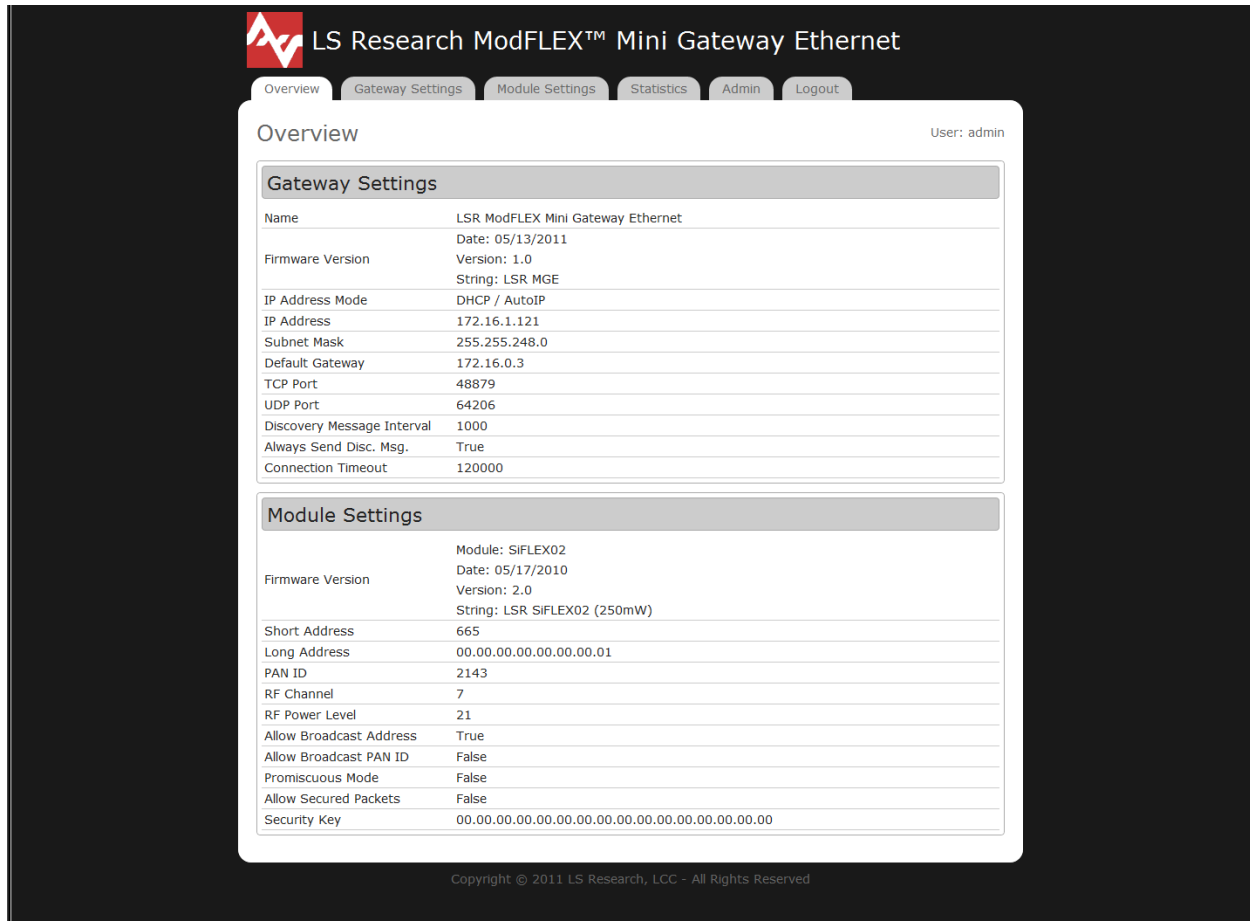 LS Research ModFLEX™ Mini Gateway Ethernet
Overview Gateway Settings Module Settings Statistics Admin Logout
Overview User: admin
Gateway Settings
Name LSR ModFLEX Mini Gateway Ethernet
Date: 05/13/2011
Firmware Version Version: 1.0
String: LSR MGE
IP Address Mode DHCP / AutoIP
IP Address 172.16.1.121
Subnet Mask 255.255.248.0
Default Gateway 172.16.0.3
TCP Port 48879
UDP Port 64206
Discovery Message Interval 1000
Always Send Disc. Msg. True
Connection Timeout 120000
Module Settings
Module: SiFLEX02
Date: 05/17/2010
Firmware Version
Version: 2.0
String: LSR SiFLEX02 (250mW)
Short Address 665
Long Address 00.00.00.00.00.00.00.01
PAN ID 2143
RF Channel 7
RF Power Level 21
Allow Broadcast Address True
Allow Broadcast PAN ID False
Promiscuous Mode False
Allow Secured Packets False
Security Key 00.00.00.00.00.00.00.00.00.00.00.00.00.00.00.00
Copyright © 2011 LS Research, LCC - All Rights Reserved